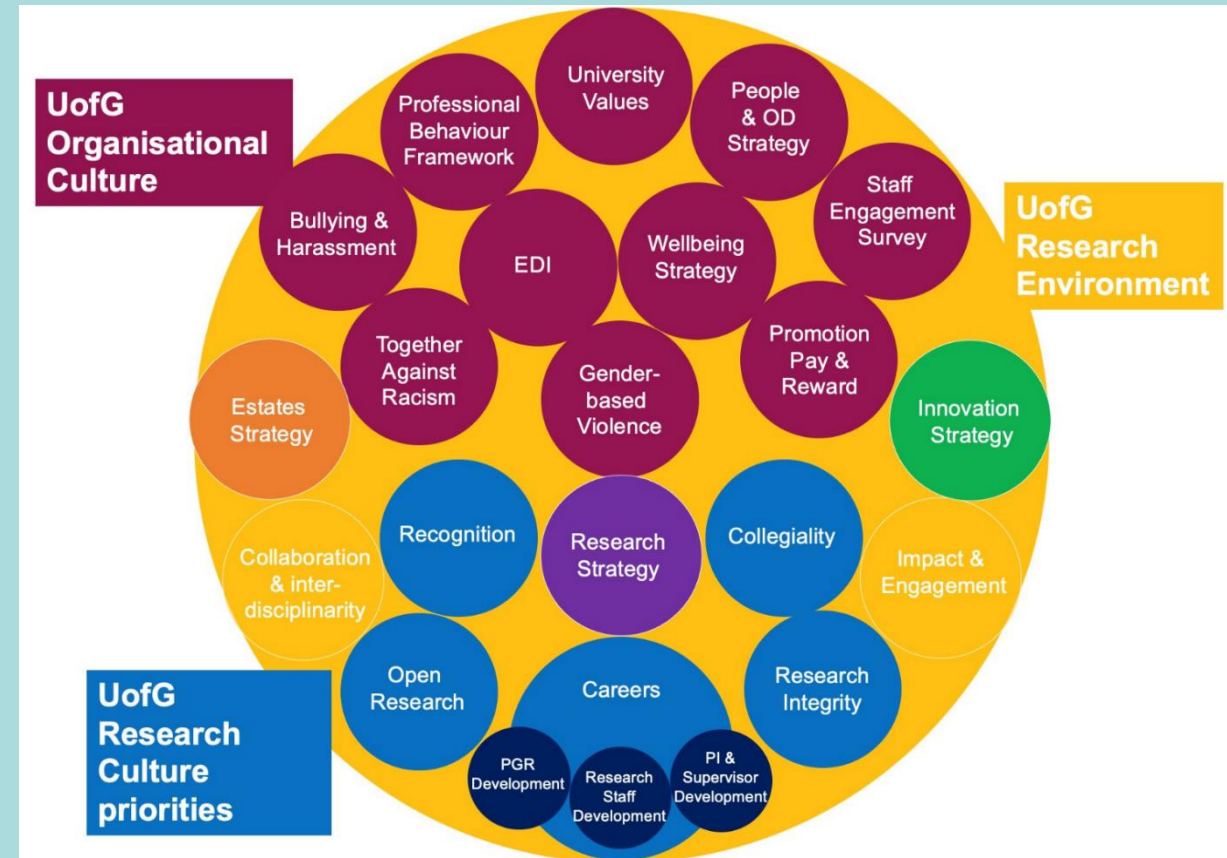 UofG
Organisational
Culture
University
Values
Professional
Behaviour
Framework
People
& OD
Strategy
Bullying &
Harassment
EDI
Wellbeing
Strategy
Staff
Engagement
Survey
UofG
Research
Environment
Together
Against
Racism
Gender-
based
Violence
Promotion
Pay &
Reward
Estates
Strategy
Innovation
Strategy
Collaboration
& inter-
disciplinarity
Recognition
Research
Strategy
Collegiality
Impact &
Engagement
UofG
Research
Culture
priorities
Open
Research
Careers
Research
Integrity
PGR
Development
Research
Staff
Development
PI &
Supervisor
Development